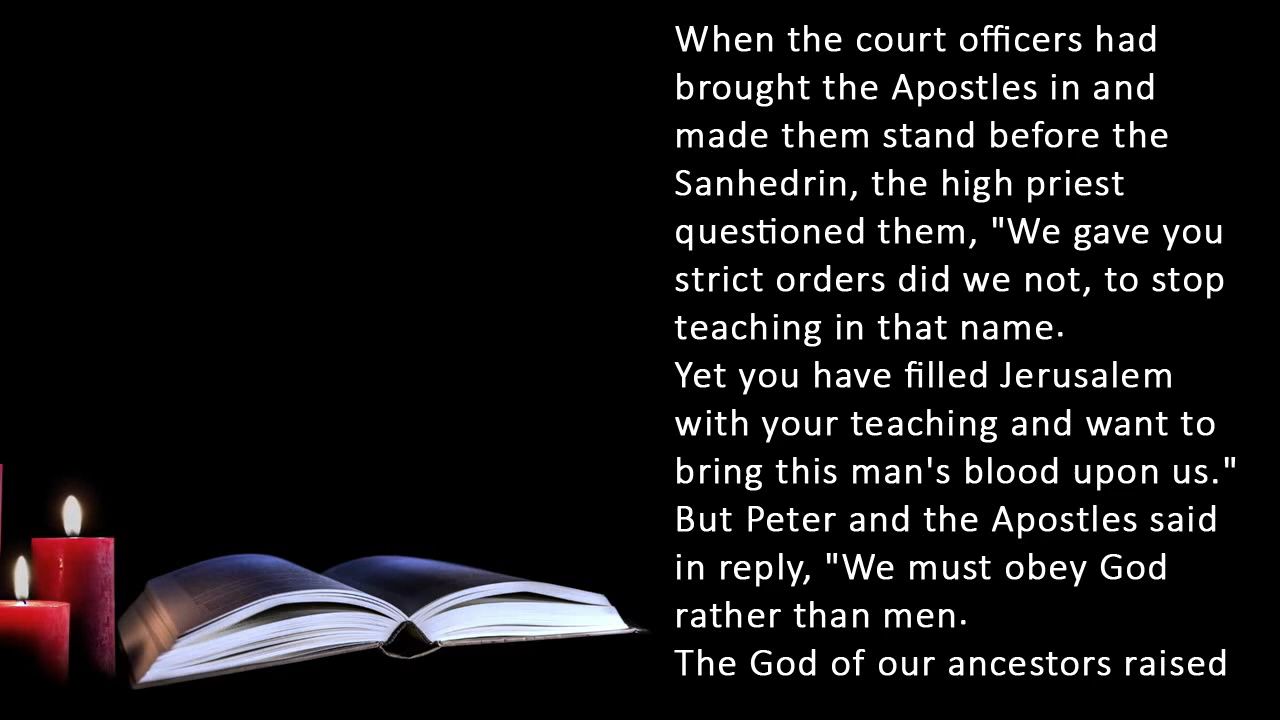 When the court officers had
brought the Apostles in and
made them stand before the
Sanhedrin, the high priest
questioned them, "We gave you
strict orders did we not, to stop
teaching in that name.
Yet you have filled Jerusalem
with your teaching and want to
bring this man's blood upon us."
But Peter and the Apostles said
in reply, "We must obey God
rather than men.
The God of our ancestors raised